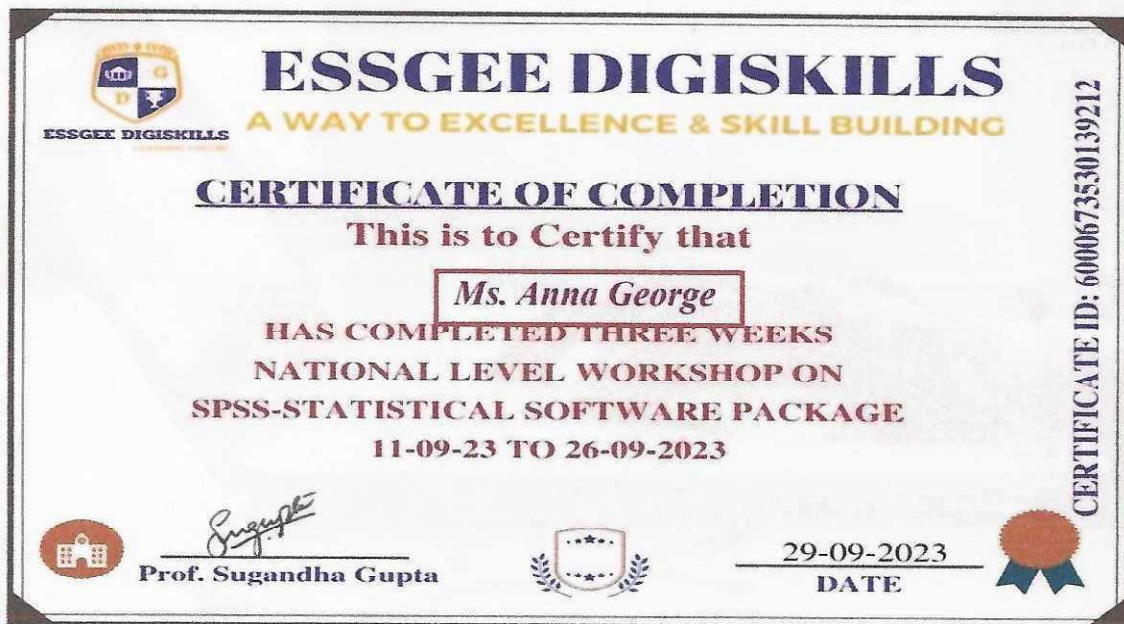 ESSGEE DIGISKILLS
A WAY TO EXCELLENCE & SKILL BUILDING
G
D
ESSGEE DIGISKILLS
CERTIFICATE OF COMPLETION
This is to Certify that
Ms. Anna George
HAS COMPLETED THREE WEEKS
NATIONAL LEVEL WORKSHOP ON
SPSS-STATISTICAL SOFTWARE PACKAGE
11-09-23 TO 26-09-2023
Prof. Sugandha Gupta
29-09-2023
DATE
CERTIFICATE ID: 60006735530139212